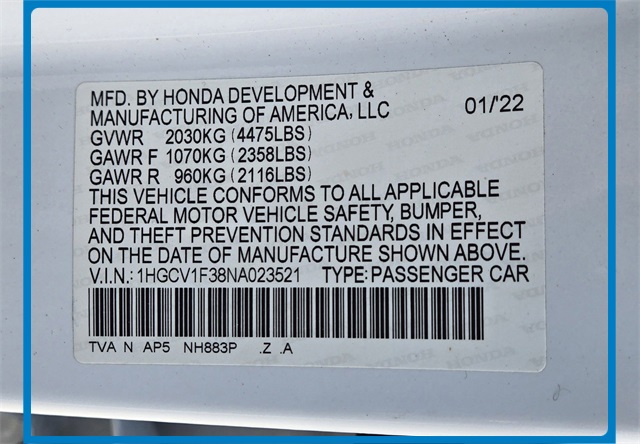 MFD. BY HONDA DEVELOPMENT &
MANUFACTURING OF AMERICA, LLC 01/'22
GVWR 2030KG (4475LBS)
GAWR F 1070KG (2358LBS)
GAWR R 960KG (2116LBS)
THIS VEHICLE CONFORMS TO ALL APPLICABLE
FEDERAL MOTOR VEHICLE SAFETY, BUMPER,
AND THEFT PREVENTION STANDARDS IN EFFECT
ON THE DATE OF MANUFACTURE SHOWN ABOVE.
V.I.N.: 1HGCV1F38NA023521 TYPE: PASSENGER CAR
TVA N AP5 NH883P .Z .A